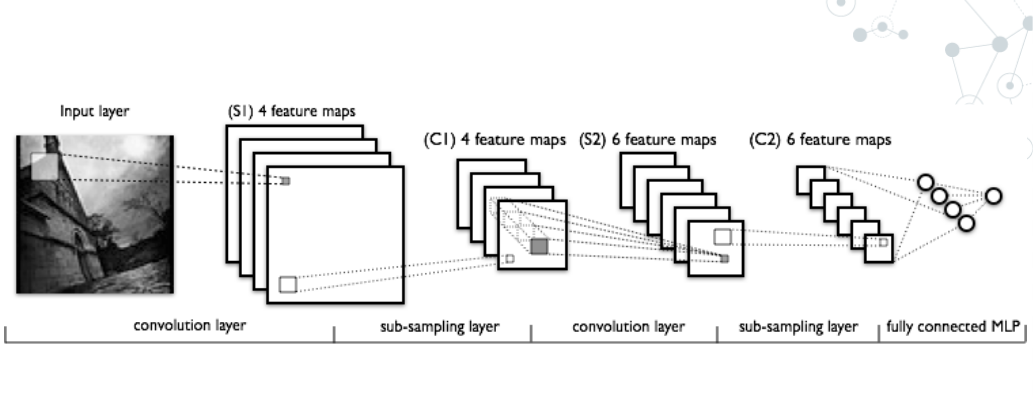 Input layer
(S1) 4 feature maps
(C1) 4 feature maps
(S2) 6 feature maps
(C2) 6 feature maps
convolution layer
sub-sampling layer
convolution layer
sub-sampling layer
fully connected MLP